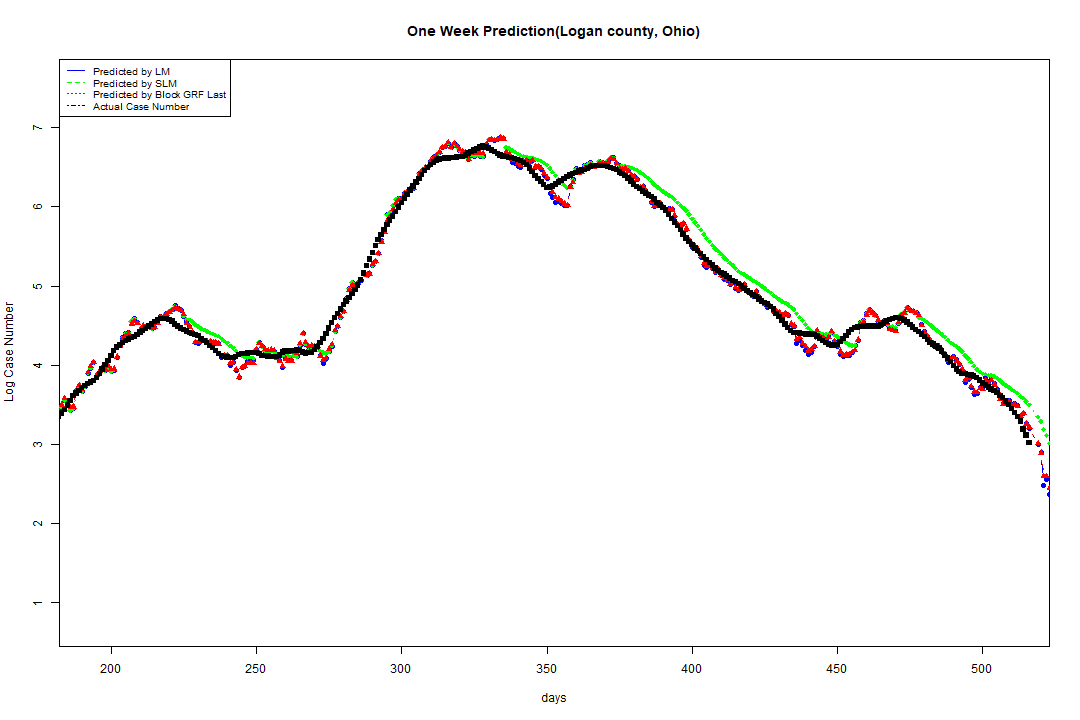 One Week Prediction(Logan county, Ohio)
Predicted by LM
Predicted by SLM
Predicted by Block GRF Last
Actual Case Number
7
6
5
4
3
2
1
Log Case Number
200 250 300 350 400 450 500
days